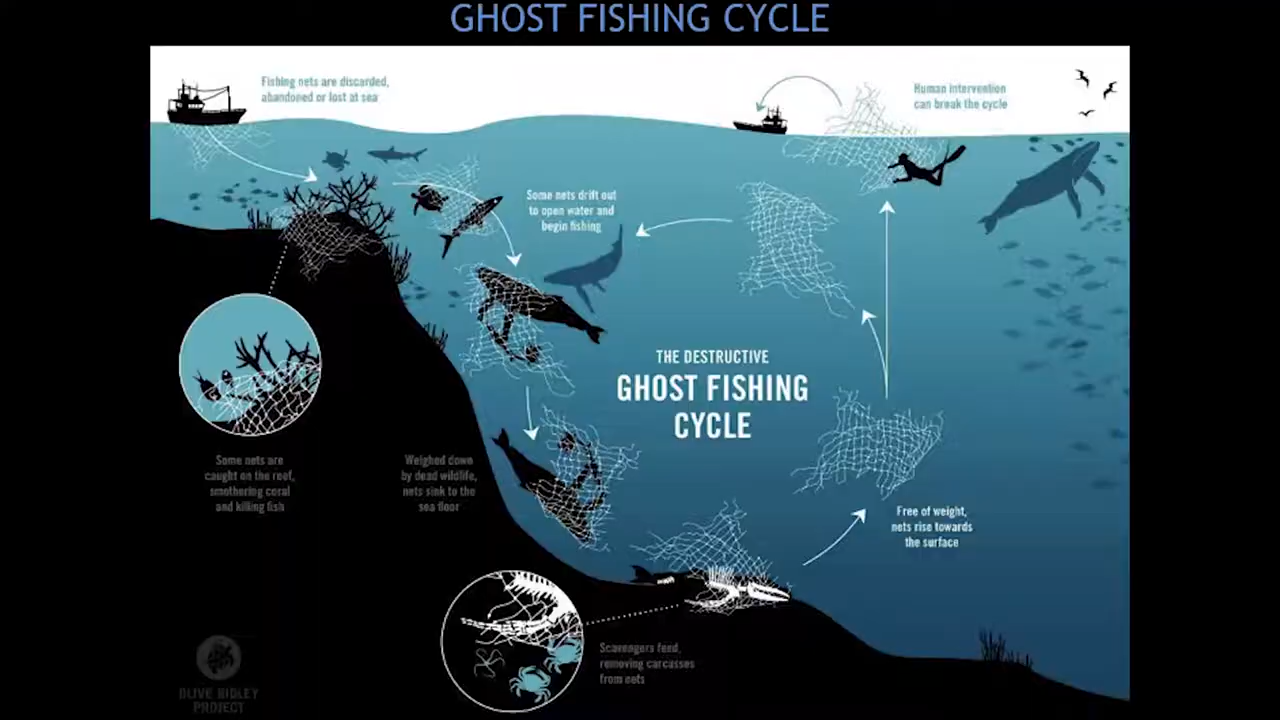 GHOST FISHING CYCLE
Fishing nets are discarded,
abandoned or lost at sea
Human intervention
can break the cycle
Some nets drift out
to open water and
begin fishing
THE DESTRUCTIVE
GHOST FISHING
CYCLE
Some nets are
caught on the reef,
smothering coral
and killing fish
Weighed down
by dead wildlife,
nets sink to the
sea floor
Free of weight,
nets rise towards
the surface
Scavengers feed,
removing carcasses
from nets
OLIVE RIDLEY
PROJECT